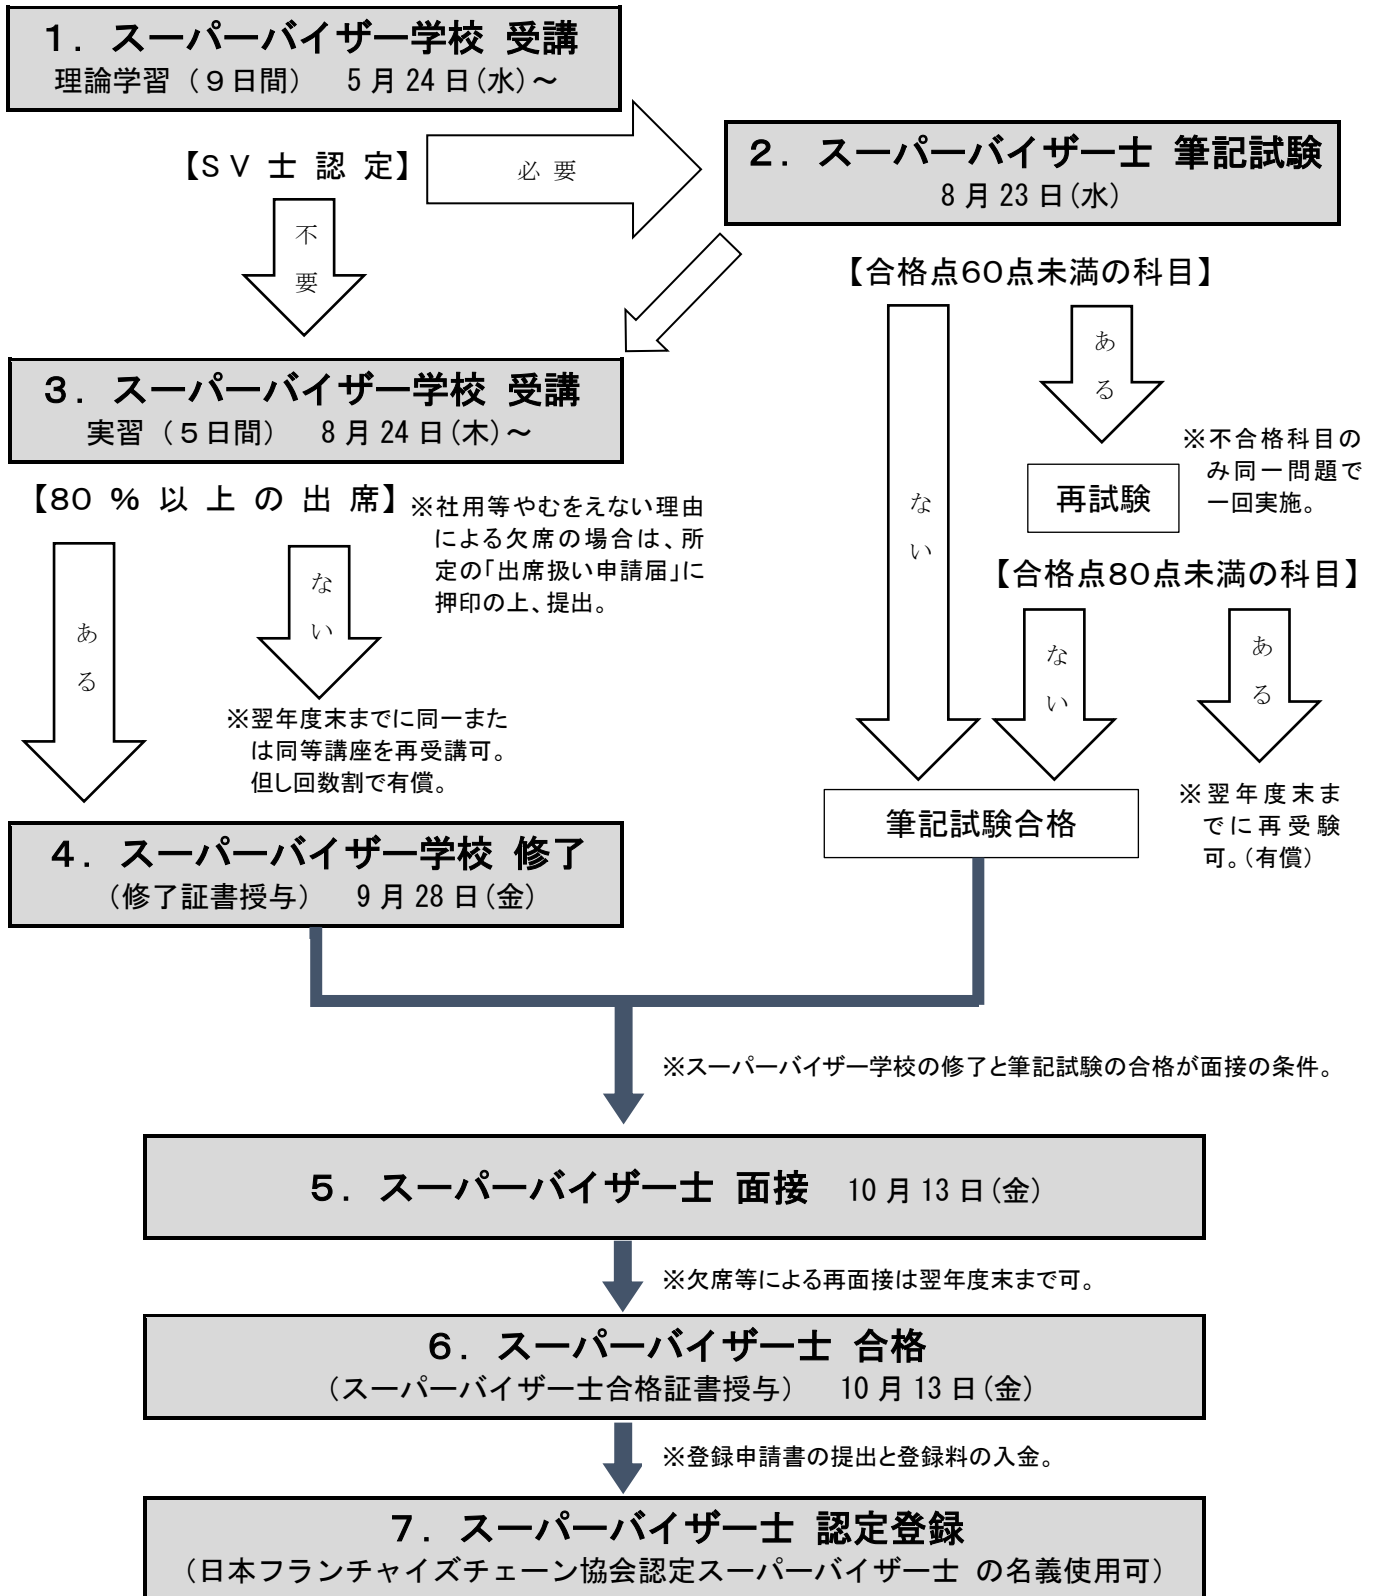 １．スーパーバイザー学校 受講
理論学習（９日間）　５月24日(水)～
【ＳＶ士認定】
必要
不要
２．スーパーバイザー士 筆記試験
８月23日(水)
【合格点60点未満の科目】
ない
ある
再試験
※不合格科目の
み同一問題で
一回実施。
【合格点80点未満の科目】
ない
ある
筆記試験合格
※翌年度末ま
でに再受験
可。(有償)
３．スーパーバイザー学校 受講
実習（５日間）　８月24日(木)～
【80％以上の出席】
※社用等やむをえない理由
による欠席の場合は、所
定の「出席扱い申請届」に
押印の上、提出。
ある
ない
※翌年度末までに同一また
は同等講座を再受講可。
但し回数割で有償。
４．スーパーバイザー学校 修了
（修了証書授与）　９月28日(金)
※スーパーバイザー学校の修了と筆記試験の合格が面接の条件。
５．スーパーバイザー士 面接　10月13日(金)
※欠席等による再面接は翌年度末まで可。
６．スーパーバイザー士 合格
（スーパーバイザー士合格証書授与）　10月13日(金)
※登録申請書の提出と登録料の入金。
７．スーパーバイザー士 認定登録
（日本フランチャイズチェーン協会認定スーパーバイザー士 の名義使用可）